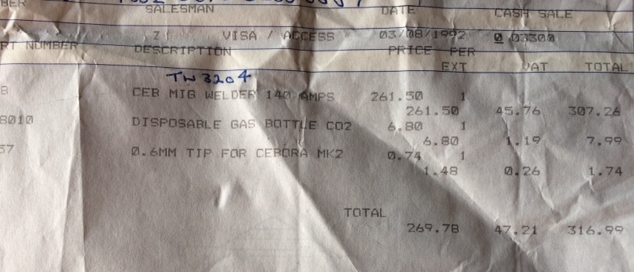 BER
SALESMAN DATE CASH SALE
21 VISA / ACCESS 03/08/1992 0.03300
RT NUMBER DESCRIPTION PRICE PER
EXT VAT TOTAL
TW3204
B CEB MIG WELDER 140 AMPS 261.50 1
261.50 45.76 307.26
8010 DISPOSABLE GAS BOTTLE CO2 6.80 1
6.80 1.19 7.99
57 0.6MM TIP FOR CEBORA MK2 0.74 1
1.48 0.26 1.74
TOTAL
269.78 47.21 316.99